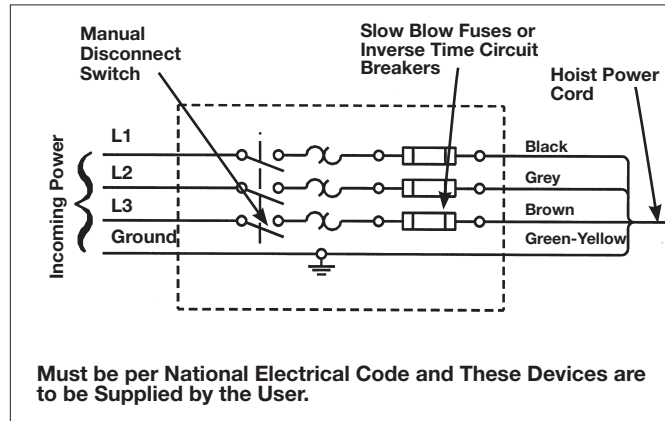 Manual
Disconnect
Switch
Slow Blow Fuses or
Inverse Time Circuit
Breakers
Hoist Power
Cord
Incoming Power
L1
L2
L3
Ground
Black
Grey
Brown
Green-Yellow
Must be per National Electrical Code and These Devices are
to be Supplied by the User.